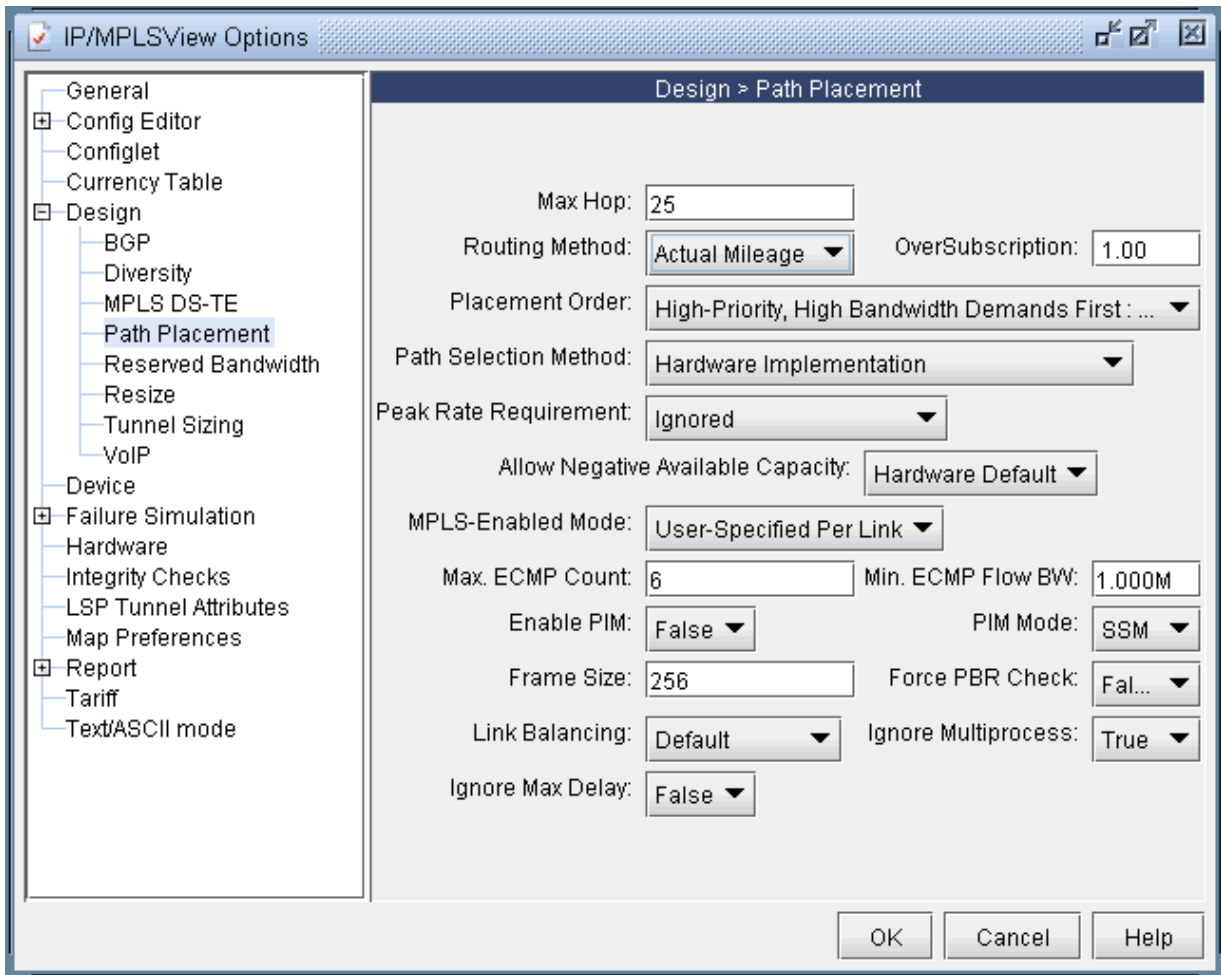 IP/MPLSView Options
General
Config Editor
Configlet
Currency Table
Design
BGP
Diversity
MPLS DS-TE
Path Placement
Reserved Bandwidth
Resize
Tunnel Sizing
VoIP
Device
Failure Simulation
Hardware
Integrity Checks
LSP Tunnel Attributes
Map Preferences
Report
Tariff
Text/ASCII mode
Design > Path Placement
Max Hop: 25
Routing Method: Actual Mileage OverSubscription: 1.00
Placement Order: High-Priority, High Bandwidth Demands First : ...
Path Selection Method: Hardware Implementation
Peak Rate Requirement: Ignored
Allow Negative Available Capacity: Hardware Default
MPLS-Enabled Mode: User-Specified Per Link
Max. ECMP Count: 6 Min. ECMP Flow BW: 1.000M
Enable PIM: False PIM Mode: SSM
Frame Size: 256 Force PBR Check: Fal...
Link Balancing: Default Ignore Multiprocess: True
Ignore Max Delay: False
OK Cancel Help